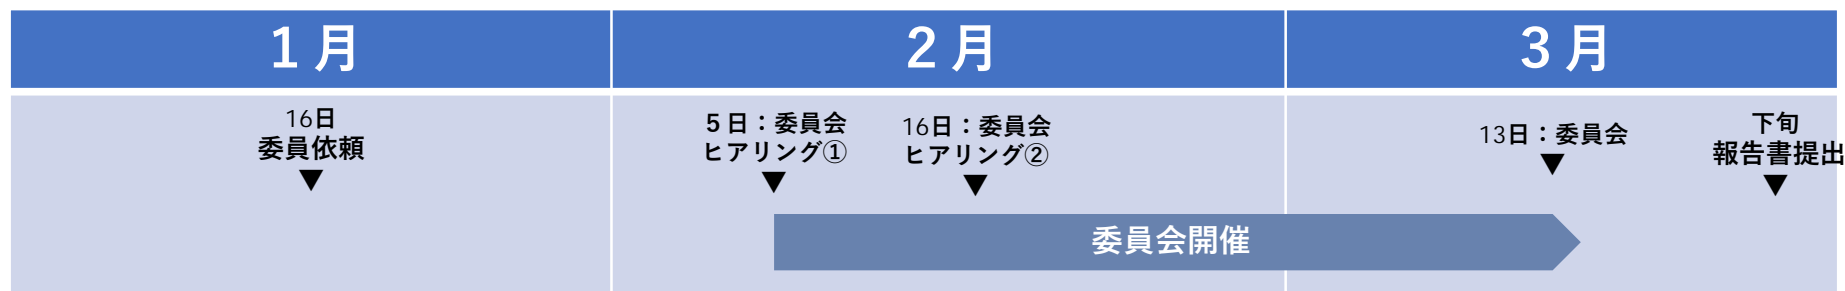 1月
2月
3月
16日
委員依頼
5日：委員会
ヒアリング①
16日：委員会
ヒアリング②
13日：委員会
下旬
報告書提出
委員会開催